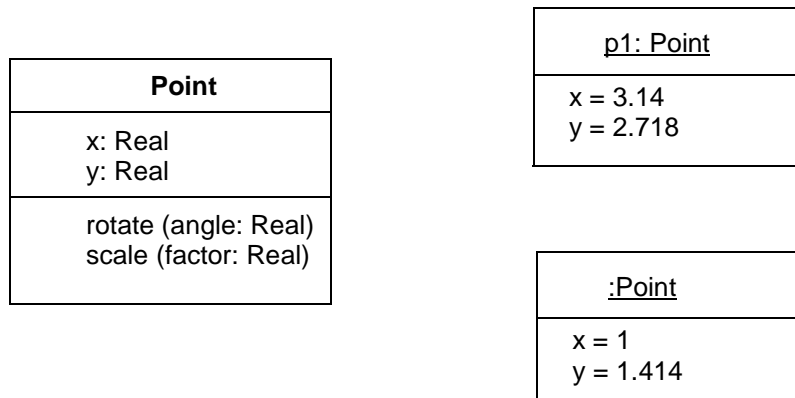 Point
x: Real
y: Real
rotate (angle: Real)
scale (factor: Real)
p1: Point
x = 3.14
y = 2.718
:Point
x = 1
y = 1.414